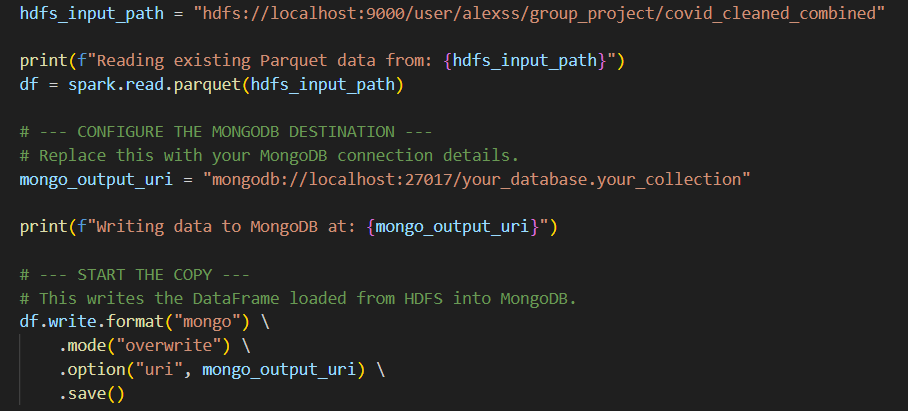 hdfs_input_path = "hdfs://localhost:9000/user/alexss/group_project/covid_cleaned_combined"
print(f"Reading existing Parquet data from: {hdfs_input_path}")
df = spark.read.parquet(hdfs_input_path)
# --- CONFIGURE THE MONGODB DESTINATION ---
# Replace this with your MongoDB connection details.
mongo_output_uri = "mongodb://localhost:27017/your_database.your_collection"
print(f"Writing data to MongoDB at: {mongo_output_uri}")
# --- START THE COPY ---
# This writes the DataFrame loaded from HDFS into MongoDB.
df.write.format("mongo") \
    .mode("overwrite") \
    .option("uri", mongo_output_uri) \
    .save()